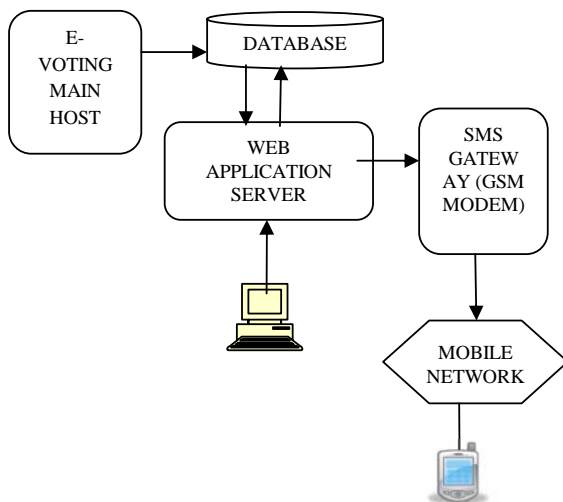 E-
VOTING
MAIN
HOST
DATABASE
WEB
APPLICATION
SERVER
SMS
GATEW
AY (GSM
MODEM)
MOBILE
NETWORK